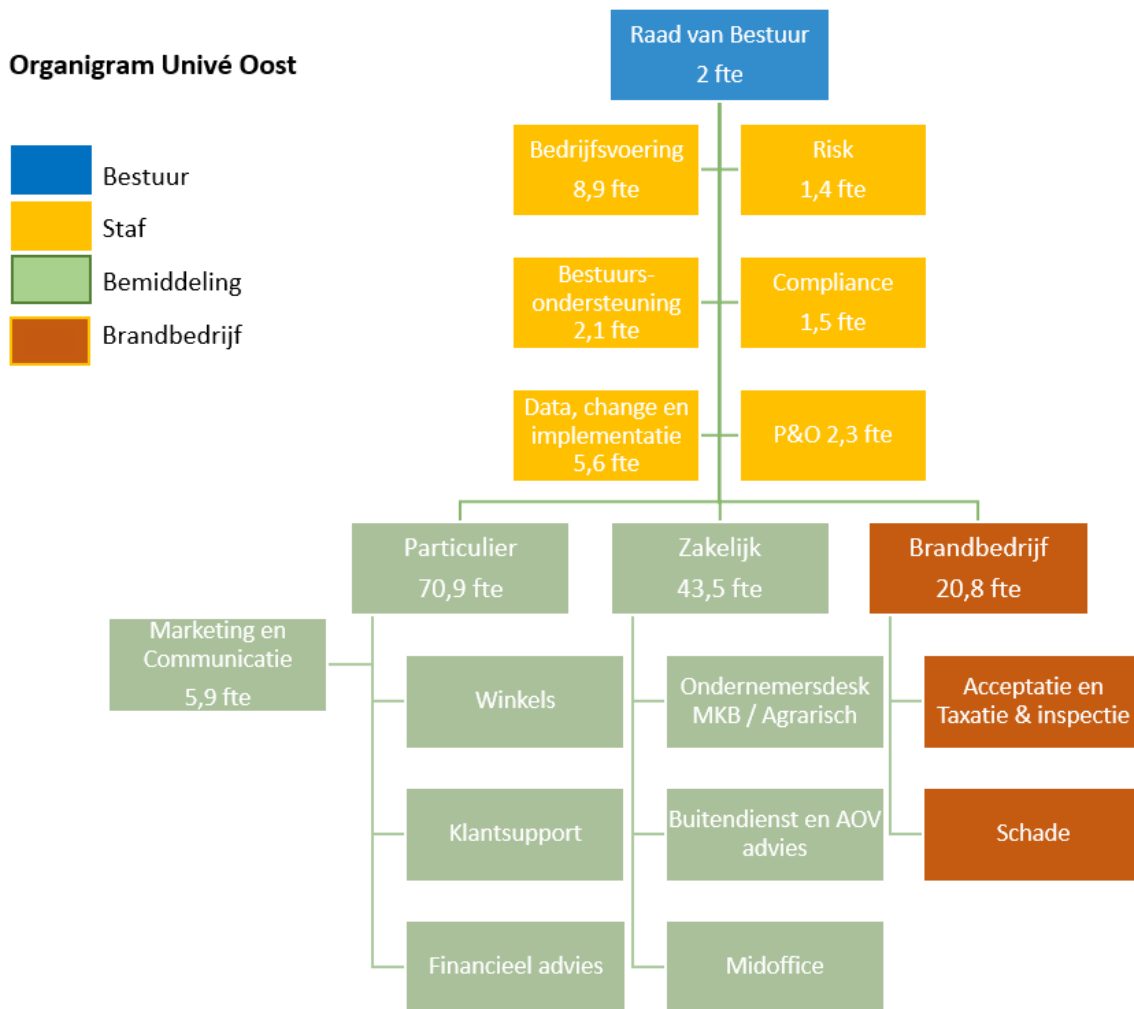 Organigram Univé Oost
Bestuur
Staf
Bemiddeling
Brandbedrijf
Raad van Bestuur
2 fte
Bedrijfsvoering
8,9 fte
Risk
1,4 fte
Bestuurs-
ondersteuning
2,1 fte
Compliance
1,5 fte
Data, change en
implementatie
5,6 fte
P&O 2,3 fte
Particulier
70,9 fte
Zakelijk
43,5 fte
Brandbedrijf
20,8 fte
Marketing en
Communicatie
5,9 fte
Winkels
Ondernemersdesk
MKB / Agrarisch
Acceptatie en
Taxatie & inspectie
Klantsupport
Buitendienst en AOV
advies
Schade
Financieel advies
Midoffice